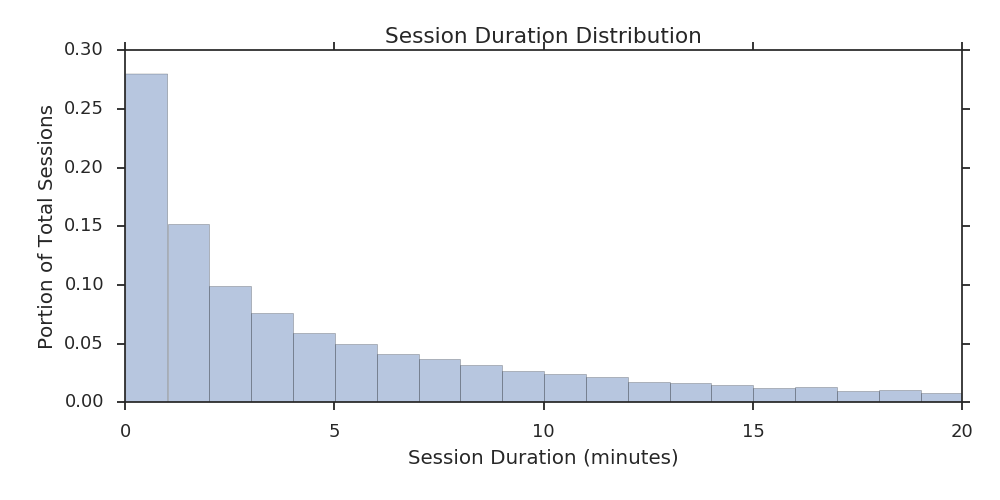 Session Duration Distribution
Portion of Total Sessions
0.30
0.25
0.20
0.15
0.10
0.05
0.00
0 5 10 15 20
Session Duration (minutes)